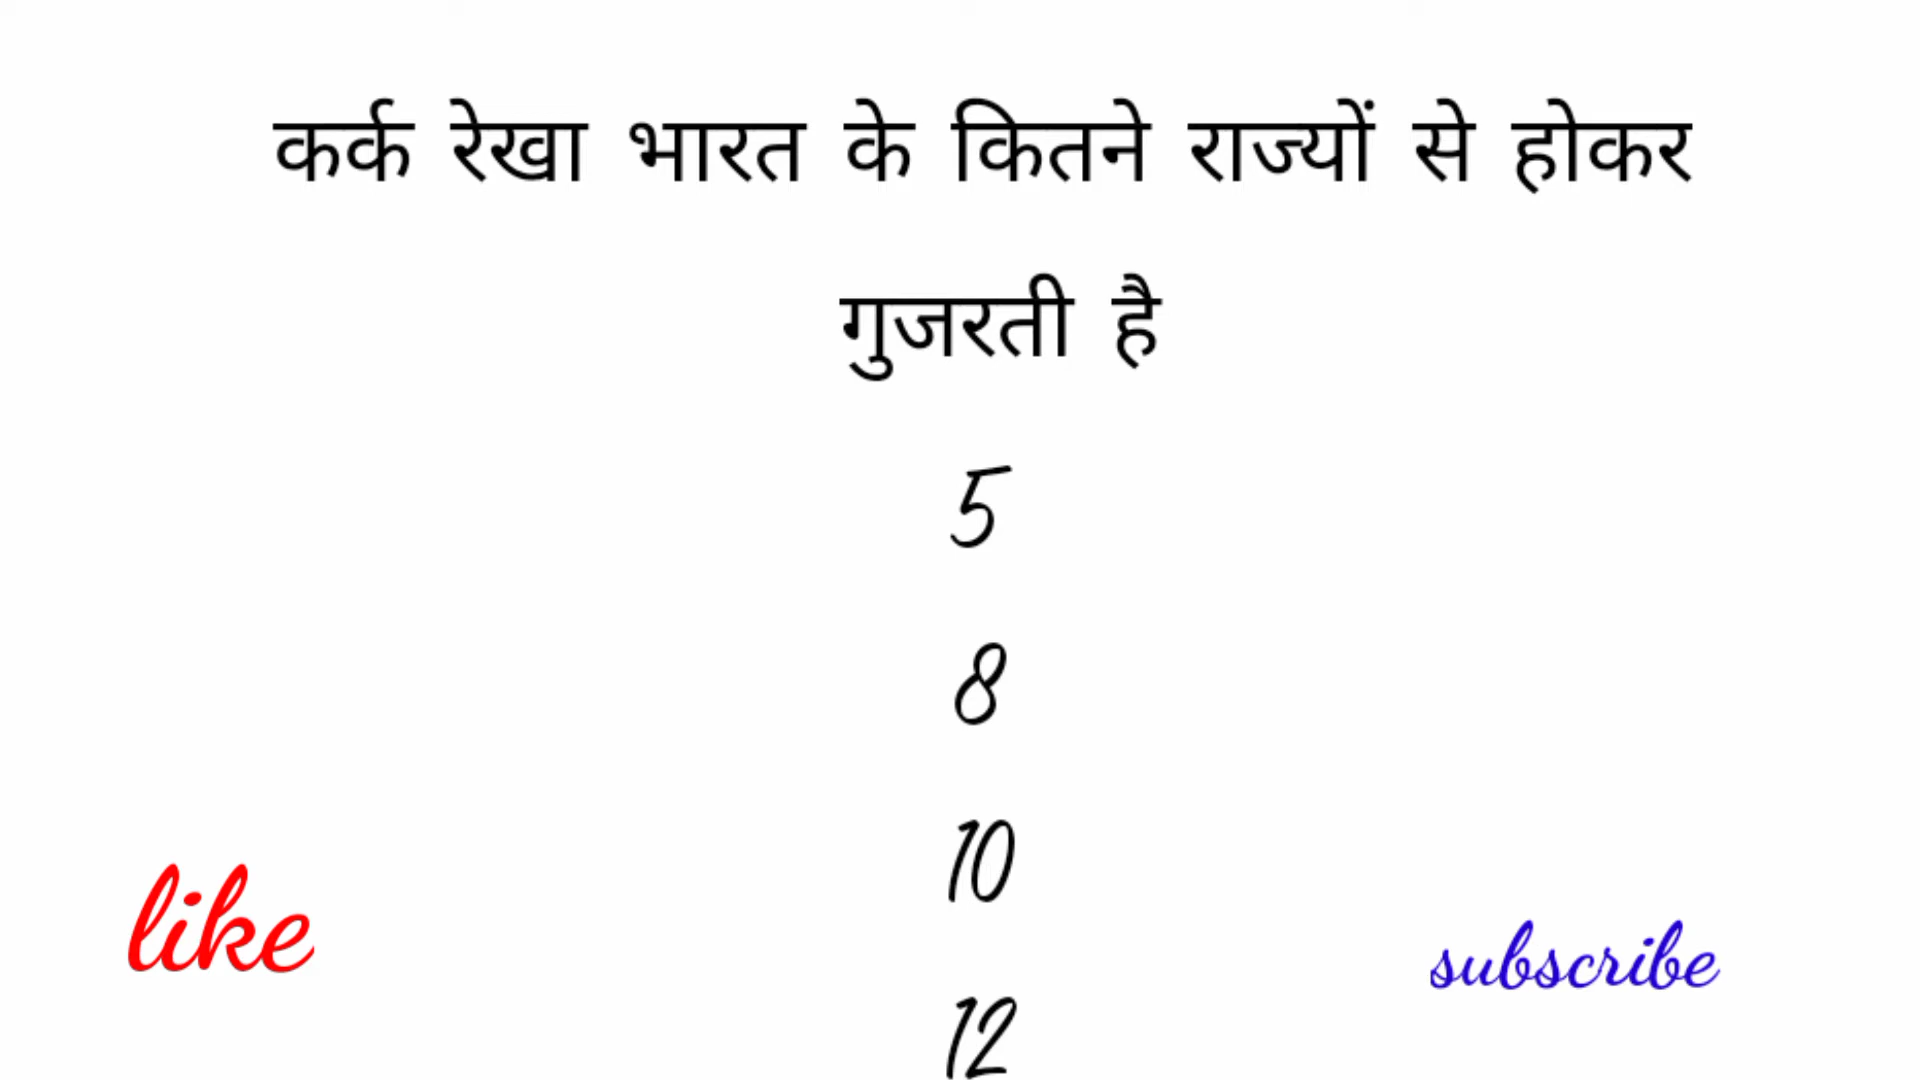 कर्क रेखा भारत के कितने राज्यों से होकर
गुजरती है
5
8
10
like
subscribe
12